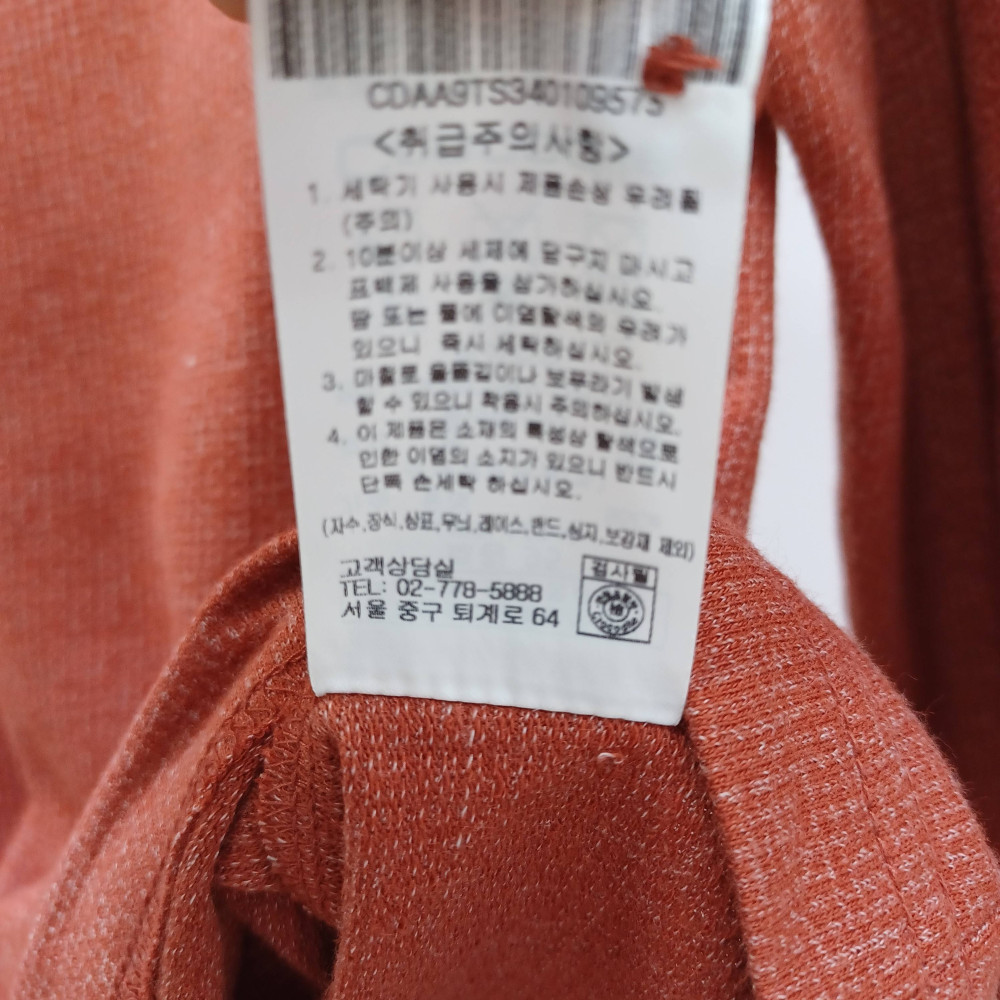 CDAA9TS340109575
<취급주의사항>
1. 세탁기 사용시 제품손상 우려됨
(주의)
2. 10분이상 세제에 담구지 마시고
표백제 사용을 삼가하십시오.
땀 또는 물에 이염탈색의 우려가
있으니 즉시 세탁하십시오.
3. 마찰로 올뜯김이나 보푸라기 발생
할 수 있으니 착용시 주의하십시오.
4. 이 제품은 소재의 특성상 탈색으로
인한 이염의 소지가 있으니 반드시
단독 손세탁 하십시오.
(자수,장식,상표,무늬,레이스,밴드,심지,보강재 제외)
고객상담실
TEL: 02-778-5888
서울 중구 퇴계로 64
검사필